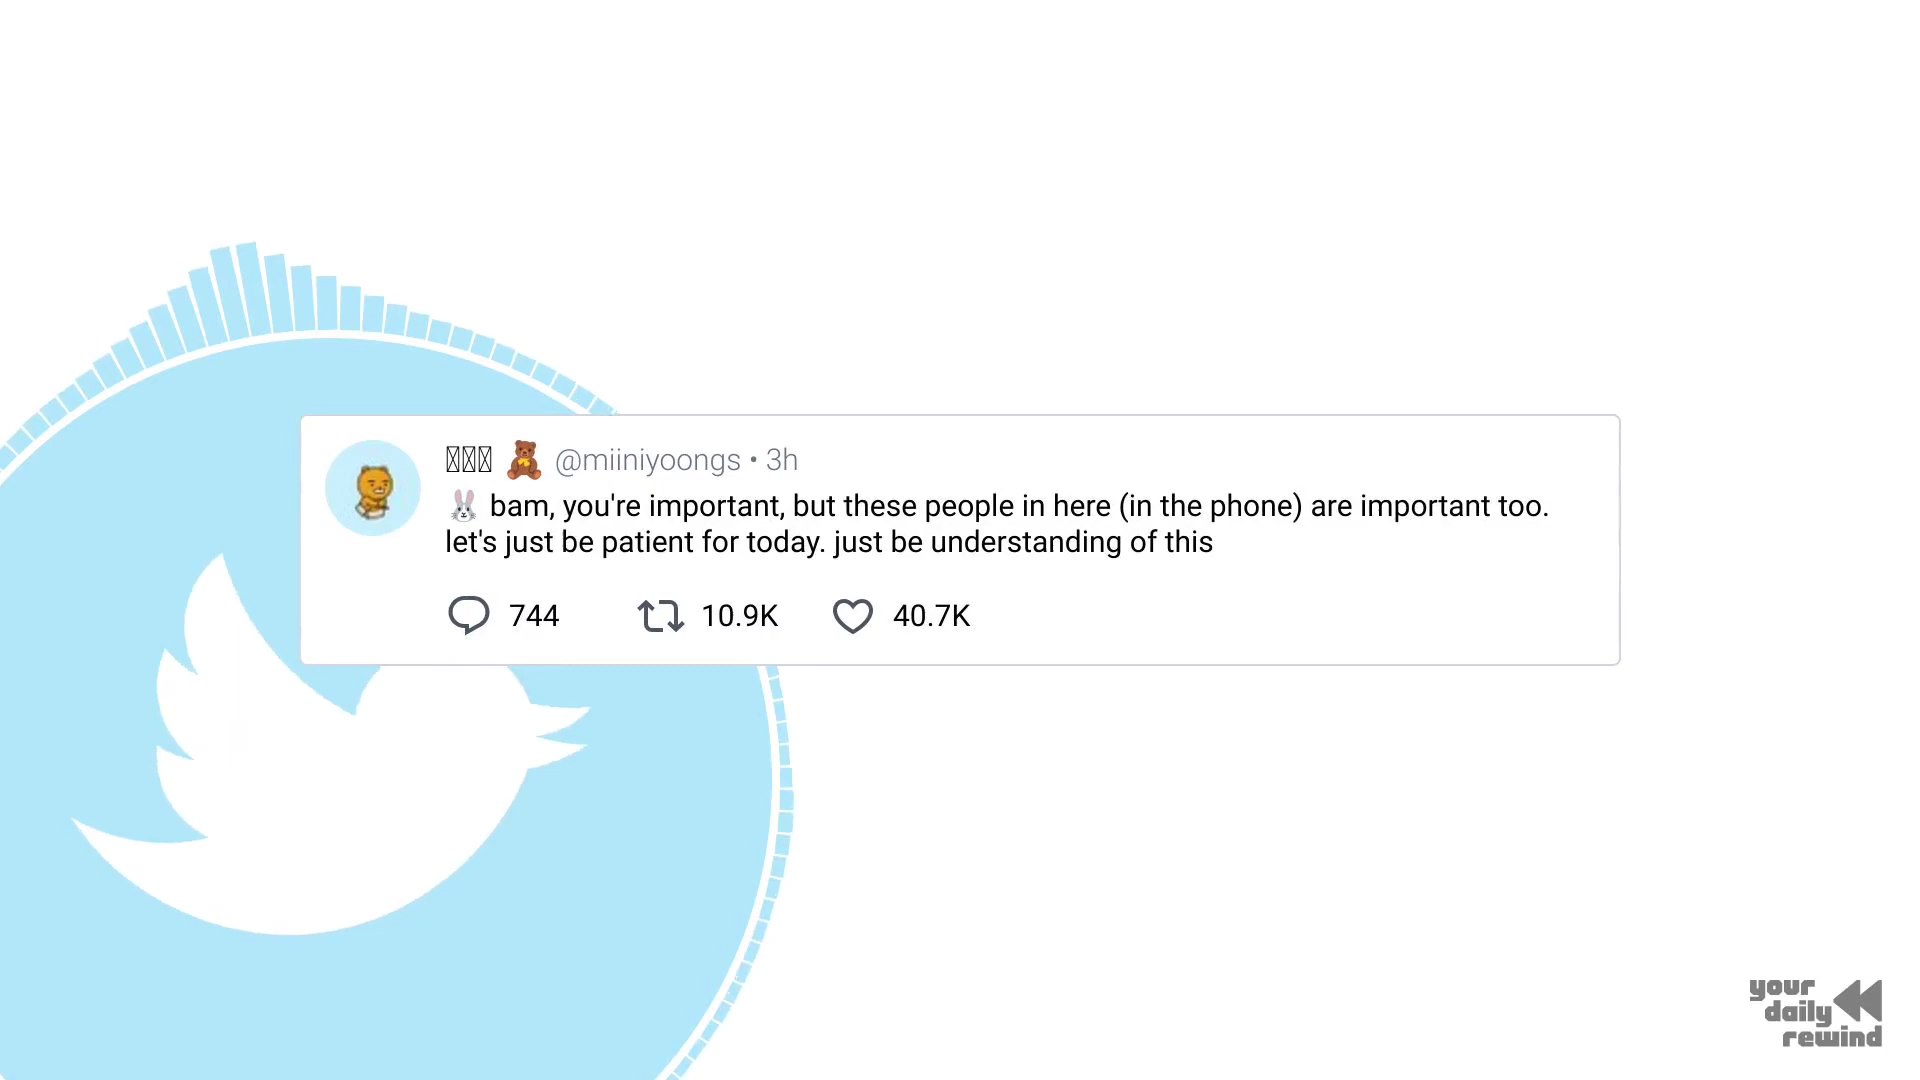 🧸 @miiniyoongs • 3h
🐰 bam, you're important, but these people in here (in the phone) are important too.
let's just be patient for today. just be understanding of this
744 10.9K 40.7K
your
daily
rewind